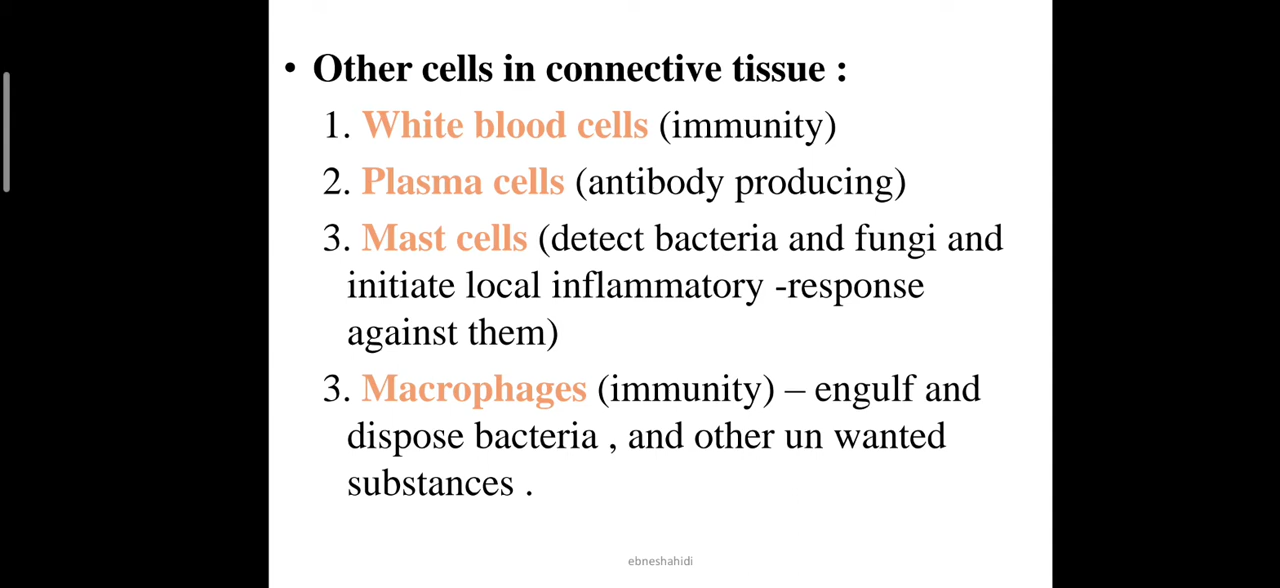 • Other cells in connective tissue :
1. White blood cells (immunity)
2. Plasma cells (antibody producing)
3. Mast cells (detect bacteria and fungi and
initiate local inflammatory -response
against them)
3. Macrophages (immunity) – engulf and
dispose bacteria , and other un wanted
substances .
ebneshahidi